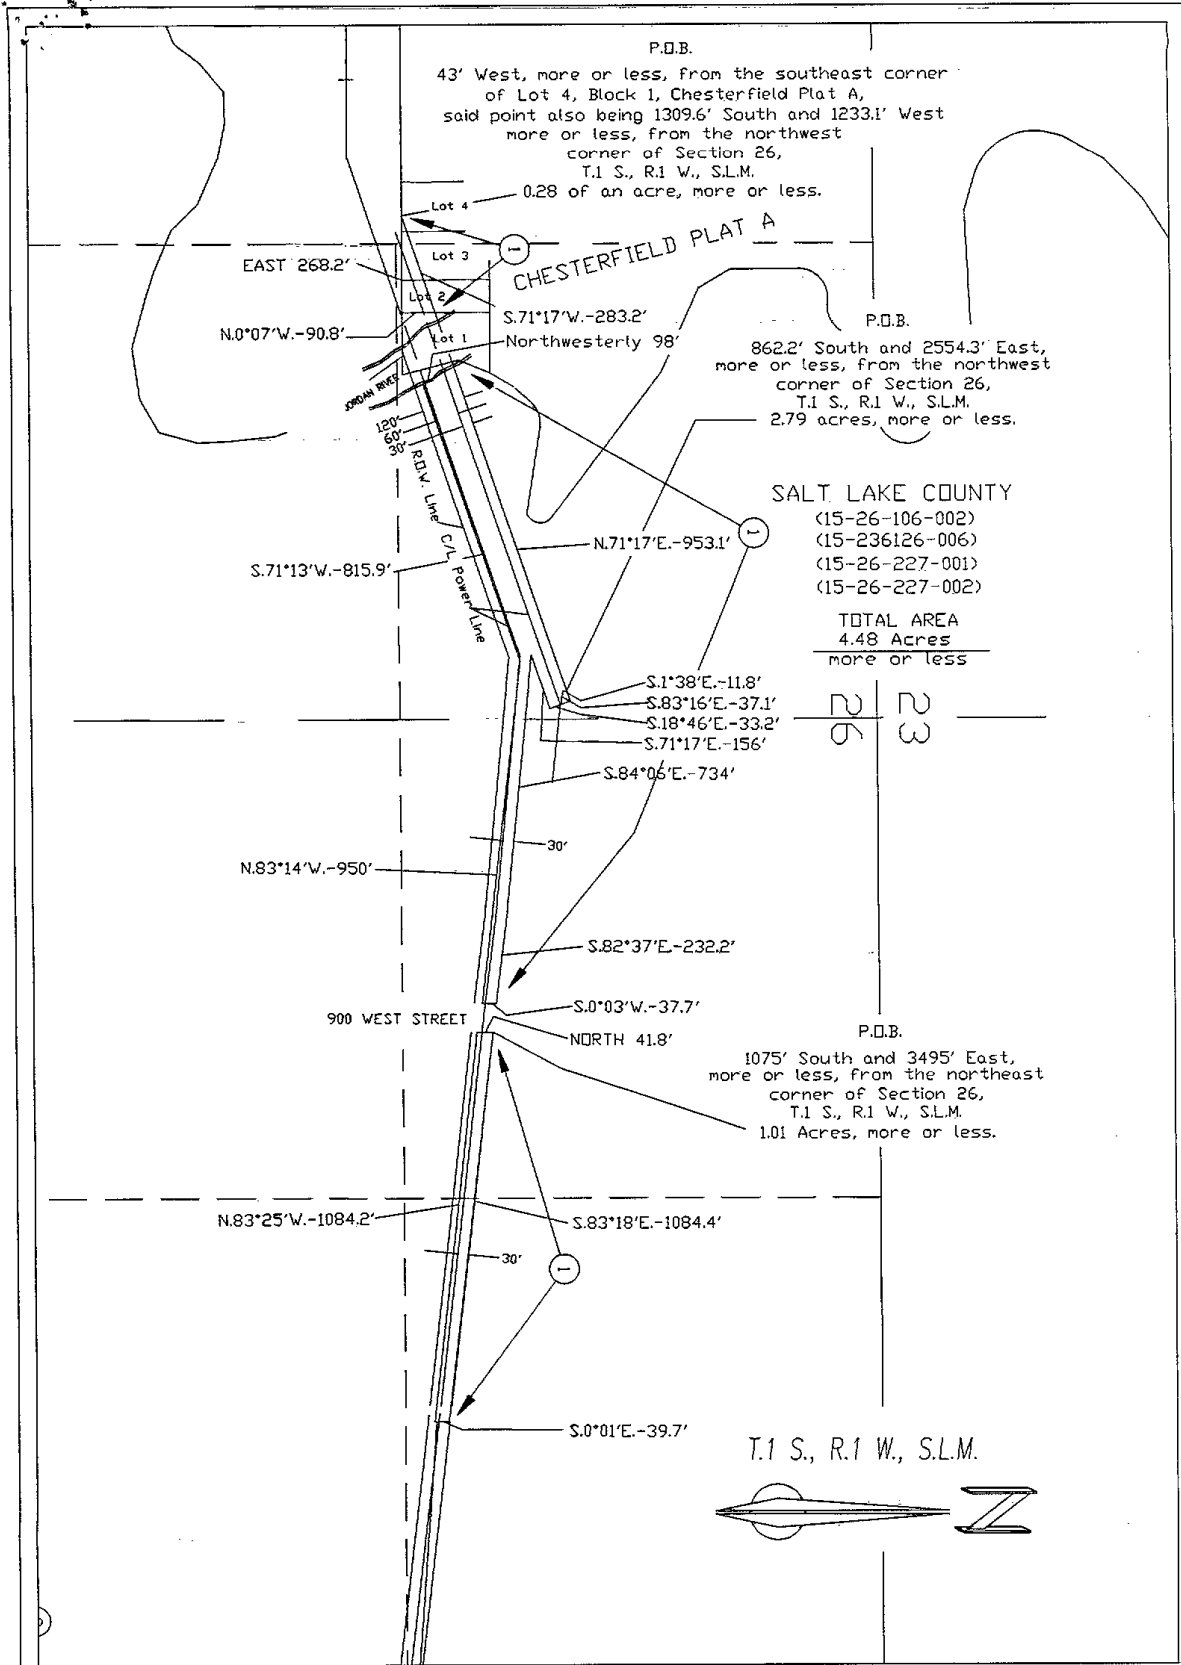 P.O.B.
43' West, more or less, from the southeast corner
of Lot 4, Block 1, Chesterfield Plat A,
said point also being 1309.6' South and 1233.1' West
more or less, from the northwest
corner of Section 26,
T.1 S., R.1 W., S.L.M.
0.28 of an acre, more or less.
Lot 4
1
CHESTERFIELD PLAT A
Lot 3
EAST 268.2'
Lot 2
S.71°17'W.-283.2'
N.0°07'W.-90.8'
Lot 1
Northwesterly 98'
P.O.B.
862.2' South and 2554.3' East,
more or less, from the northwest
corner of Section 26,
T.1 S., R.1 W., S.L.M.
2.79 acres, more or less.
JORDAN RIVER
120'
60'
30'
R.O.W. Line
C/L Power Line
SALT LAKE COUNTY
(15-26-106-002)
(15-236126-006)
(15-26-227-001)
(15-26-227-002)
1
N.71°17'E.-953.1'
S.71°13'W.-815.9'
TOTAL AREA
4.48 Acres
more or less
S.1°38'E.-11.8'
S.83°16'E.-37.1'
S.18°46'E.-33.2'
S.71°17'E.-156'
26
23
S.84°06'E.-734'
30'
N.83°14'W.-950'
S.82°37'E.-232.2'
S.0°03'W.-37.7'
900 WEST STREET
NORTH 41.8'
P.O.B.
1075' South and 3495' East,
more or less, from the northeast
corner of Section 26,
T.1 S., R.1 W., S.L.M.
1.01 Acres, more or less.
N.83°25'W.-1084.2'
S.83°18'E.-1084.4'
30'
1
S.0°01'E.-39.7'
T.1 S., R.1 W., S.L.M.
N